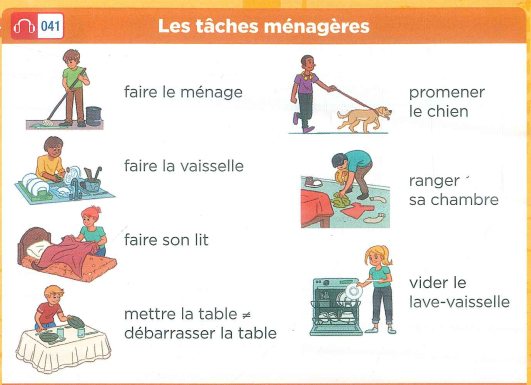 041
Les tâches ménagères
faire le ménage
faire la vaisselle
faire son lit
mettre la table ≠
débarrasser la table
promener
le chien
ranger
sa chambre
vider le
lave-vaisselle